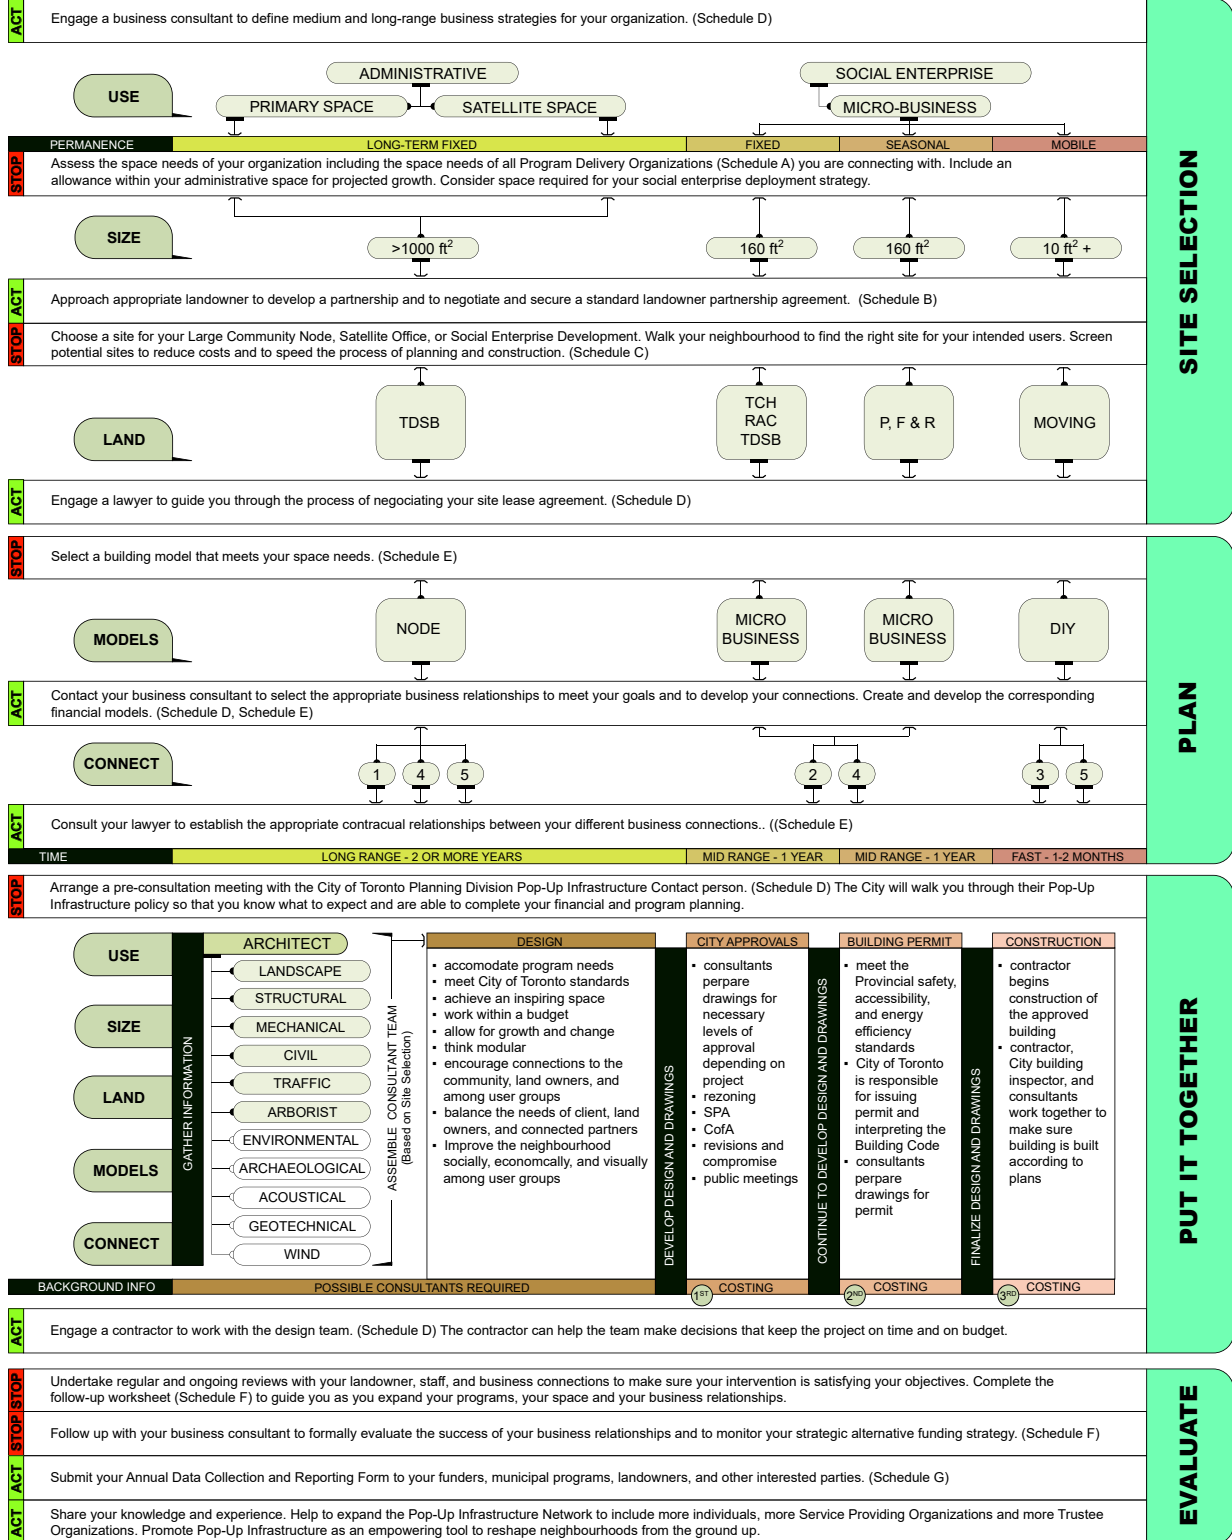 ACT
Engage a business consultant to define medium and long-range business strategies for your organization. (Schedule D)
SITE SELECTION
USE
ADMINISTRATIVE
SOCIAL ENTERPRISE
PRIMARY SPACE
SATELLITE SPACE
MICRO-BUSINESS
PERMANENCE
LONG-TERM FIXED
FIXED
SEASONAL
MOBILE
STOP
Assess the space needs of your organization including the space needs of all Program Delivery Organizations (Schedule A) you are connecting with. Include an
allowance within your administrative space for projected growth. Consider space required for your social enterprise deployment strategy.
SIZE
>1000 ft²
160 ft²
160 ft²
10 ft² +
ACT
Approach appropriate landowner to develop a partnership and to negotiate and secure a standard landowner partnership agreement. (Schedule B)
STOP
Choose a site for your Large Community Node, Satellite Office, or Social Enterprise Development. Walk your neighbourhood to find the right site for your intended users. Screen
potential sites to reduce costs and to speed the process of planning and construction. (Schedule C)
LAND
TDSB
TCH
RAC
TDSB
P, F & R
MOVING
ACT
Engage a lawyer to guide you through the process of negociating your site lease agreement. (Schedule D)
PLAN
STOP
Select a building model that meets your space needs. (Schedule E)
MODELS
NODE
MICRO
BUSINESS
MICRO
BUSINESS
DIY
ACT
Contact your business consultant to select the appropriate business relationships to meet your goals and to develop your connections. Create and develop the corresponding
financial models. (Schedule D, Schedule E)
CONNECT
1
4
5
2
4
3
5
ACT
Consult your lawyer to establish the appropriate contracual relationships between your different business connections.. ((Schedule E)
TIME
LONG RANGE - 2 OR MORE YEARS
MID RANGE - 1 YEAR
MID RANGE - 1 YEAR
FAST - 1-2 MONTHS
PUT IT TOGETHER
STOP
Arrange a pre-consultation meeting with the City of Toronto Planning Division Pop-Up Infrastructure Contact person. (Schedule D) The City will walk you through their Pop-Up
Infrastructure policy so that you know what to expect and are able to complete your financial and program planning.
USE
SIZE
LAND
MODELS
CONNECT
GATHER INFORMATION
ARCHITECT
LANDSCAPE
STRUCTURAL
MECHANICAL
CIVIL
TRAFFIC
ARBORIST
ENVIRONMENTAL
ARCHAEOLOGICAL
ACOUSTICAL
GEOTECHNICAL
WIND
ASSEMBLE CONSULTANT TEAM
(Based on Site Selection)
DESIGN
▪ accomodate program needs
▪ meet City of Toronto standards
▪ achieve an inspiring space
▪ work within a budget
▪ allow for growth and change
▪ think modular
▪ encourage connections to the
community, land owners, and
among user groups
▪ balance the needs of client, land
owners, and connected partners
▪ Improve the neighbourhood
socially, economcally, and visually
among user groups
DEVELOP DESIGN AND DRAWINGS
CITY APPROVALS
▪ consultants
perpare
drawings for
necessary
levels of
approval
depending on
project
▪ rezoning
▪ SPA
▪ CofA
▪ revisions and
compromise
▪ public meetings
CONTINUE TO DEVELOP DESIGN AND DRAWINGS
BUILDING PERMIT
▪ meet the
Provincial safety,
accessibility,
and energy
efficiency
standards
▪ City of Toronto
is responsible
for issuing
permit and
interpreting the
Building Code
▪ consultants
perpare
drawings for
permit
FINALIZE DESIGN AND DRAWINGS
CONSTRUCTION
▪ contractor
begins
construction of
the approved
building
▪ contractor,
City building
inspector, and
consultants
work together to
make sure
building is built
according to
plans
BACKGROUND INFO
POSSIBLE CONSULTANTS REQUIRED
1ST COSTING
2ND COSTING
3RD COSTING
ACT
Engage a contractor to work with the design team. (Schedule D) The contractor can help the team make decisions that keep the project on time and on budget.
EVALUATE
STOP
Undertake regular and ongoing reviews with your landowner, staff, and business connections to make sure your intervention is satisfying your objectives. Complete the
follow-up worksheet (Schedule F) to guide you as you expand your programs, your space and your business relationships.
STOP
Follow up with your business consultant to formally evaluate the success of your business relationships and to monitor your strategic alternative funding strategy. (Schedule F)
ACT
Submit your Annual Data Collection and Reporting Form to your funders, municipal programs, landowners, and other interested parties. (Schedule G)
ACT
Share your knowledge and experience. Help to expand the Pop-Up Infrastructure Network to include more individuals, more Service Providing Organizations and more Trustee
Organizations. Promote Pop-Up Infrastructure as an empowering tool to reshape neighbourhoods from the ground up.